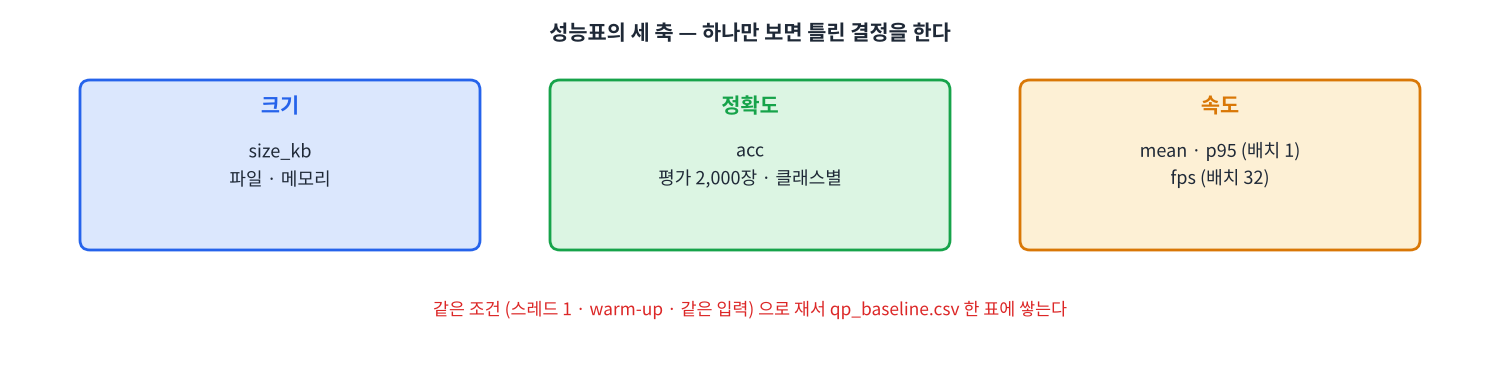 성능표의 세 축 — 하나만 보면 틀린 결정을 한다
크기
size_kb
파일 · 메모리
정확도
acc
평가 2,000장 · 클래스별
속도
mean · p95 (배치 1)
fps (배치 32)
같은 조건 (스레드 1 · warm-up · 같은 입력) 으로 재서 qp_baseline.csv 한 표에 쌓는다